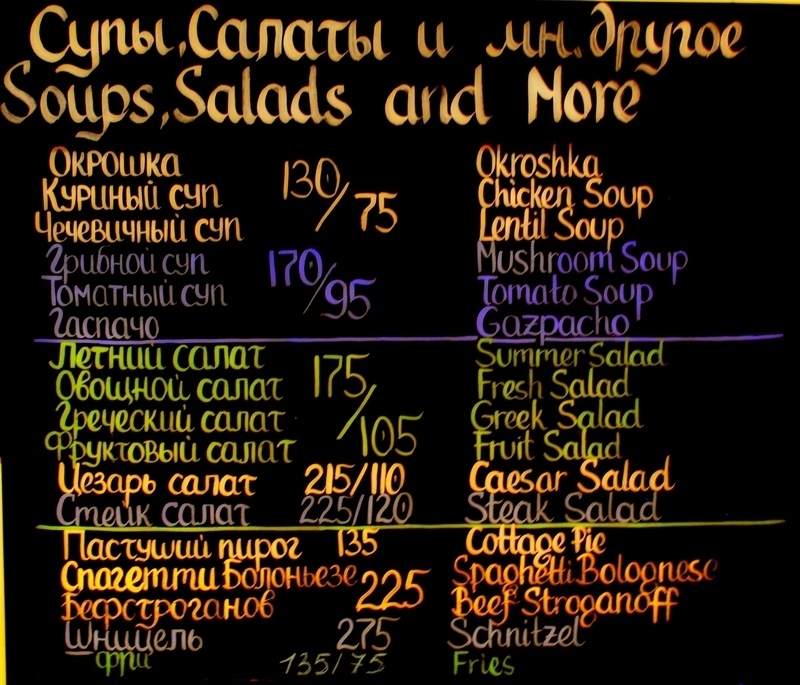 Супы, Салаты и мн. другое
Soups, Salads and More
Окрошка 130/75 Okroshka
Куриный суп Chicken Soup
Чечевичный суп Lentil Soup
Грибной суп 170/95 Mushroom Soup
Томатный суп Tomato Soup
Гаспачо Gazpacho
Летний салат 175/105 Summer Salad
Овощной салат Fresh Salad
Греческий салат Greek Salad
Фруктовый салат Fruit Salad
Цезарь салат 215/110 Caesar Salad
Стейк салат 225/120 Steak Salad
Пастуший пирог 135 Cottage Pie
Спагетти Болоньезе 225 Spaghetti Bolognese
Бефстроганов Beef Stroganoff
Шницель 275 Schnitzel
фри 135/75 Fries